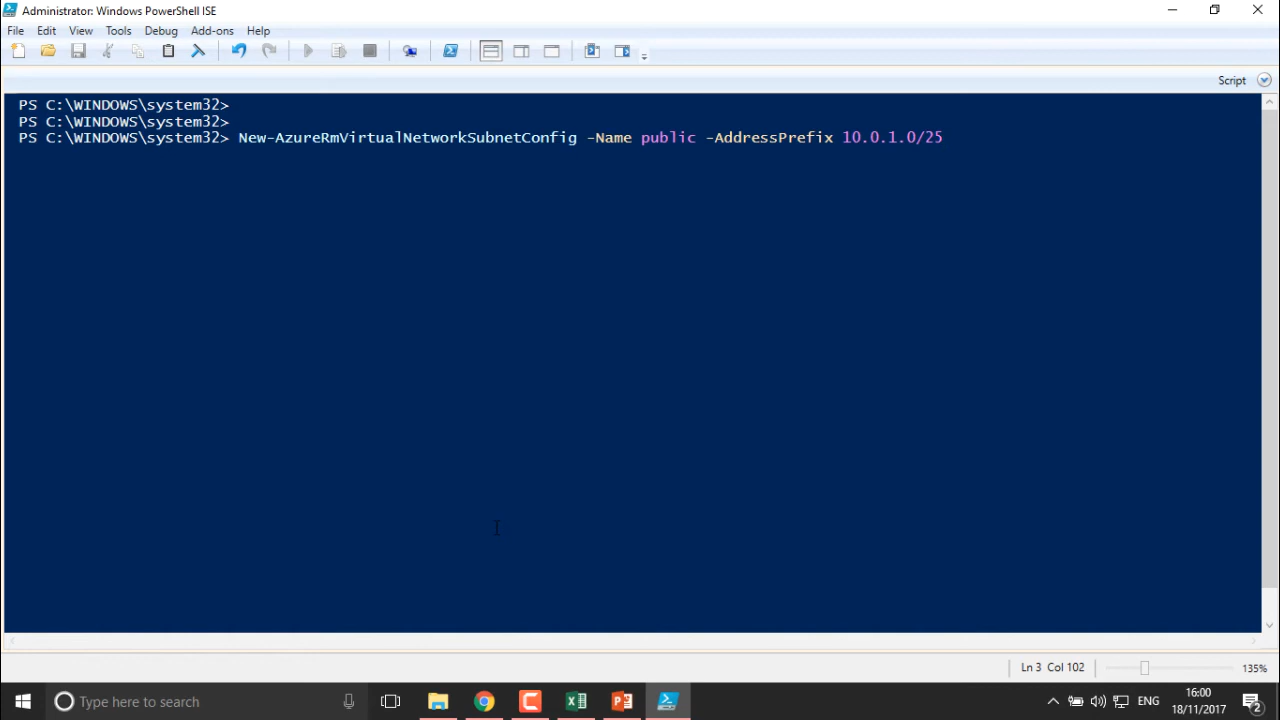 Administrator: Windows PowerShell ISE
File Edit View Tools Debug Add-ons Help
Script
PS C:\WINDOWS\system32>
PS C:\WINDOWS\system32>
PS C:\WINDOWS\system32> New-AzureRmVirtualNetworkSubnetConfig -Name public -AddressPrefix 10.0.1.0/25
Ln 3 Col 102 135%
Type here to search
ENG
16:00
18/11/2017
2